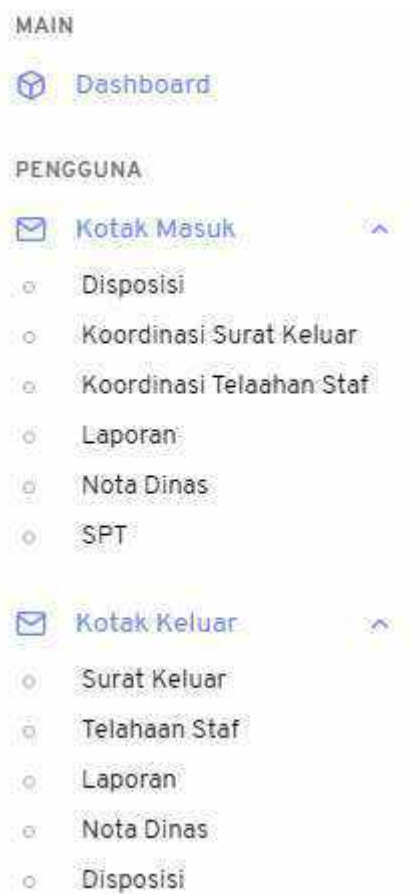 MAIN
Dashboard
PENGGUNA
Kotak Masuk
Disposisi
Koordinasi Surat Keluar
Koordinasi Telaahan Staf
Laporan
Nota Dinas
SPT
Kotak Keluar
Surat Keluar
Telahaan Staf
Laporan
Nota Dinas
Disposisi